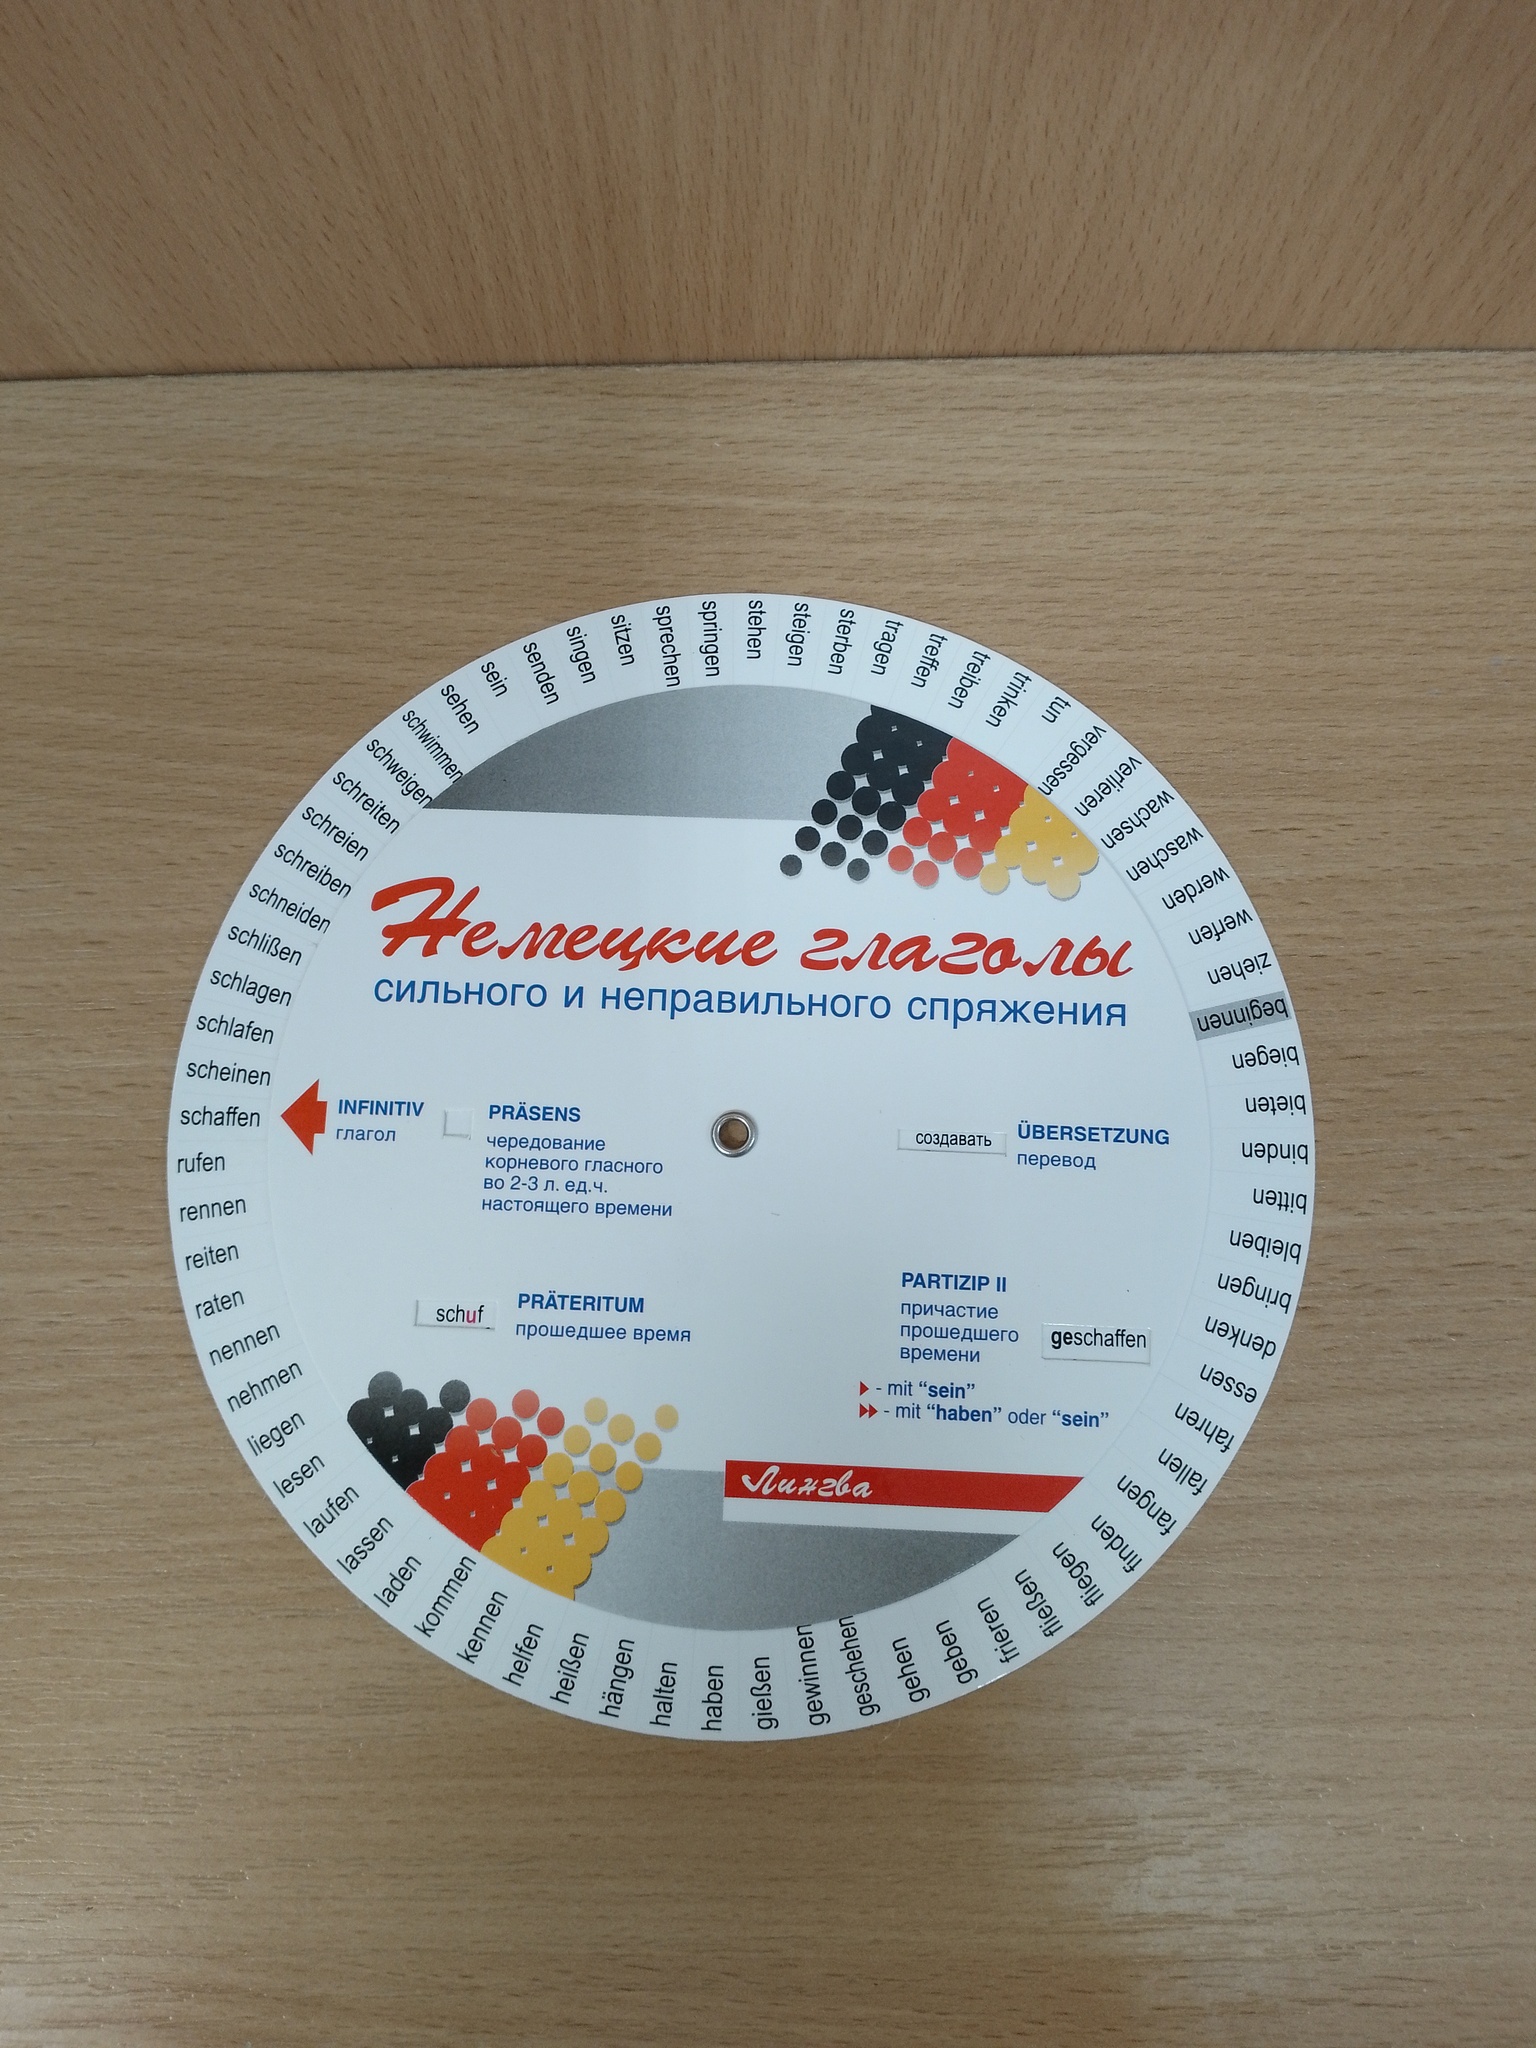 Немецкие глаголы
сильного и неправильного спряжения
INFINITIV
глагол
PRÄSENS
чередование
корневого гласного
во 2-3 л. ед.ч.
настоящего времени
создавать
ÜBERSETZUNG
перевод
schuf
PRÄTERITUM
прошедшее время
PARTIZIP II
причастие
прошедшего
времени
geschaffen
- mit “sein”
- mit “haben” oder “sein”
Лингва
beginnen
biegen
bieten
binden
bitten
bleiben
bringen
denken
essen
fahren
fallen
fangen
finden
fliegen
fließen
frieren
geben
gehen
geschehen
gewinnen
gießen
haben
halten
hängen
heißen
helfen
kennen
kommen
laden
lassen
laufen
lesen
liegen
nehmen
nennen
raten
reiten
rennen
rufen
schaffen
scheinen
schlafen
schlagen
schlißen
schneiden
schreiben
schreien
schreiten
schweigen
schwimmen
sehen
sein
senden
singen
sitzen
sprechen
springen
stehen
steigen
sterben
tragen
treffen
treiben
trinken
tun
vergessen
verlieren
wachsen
waschen
werden
werfen
ziehen